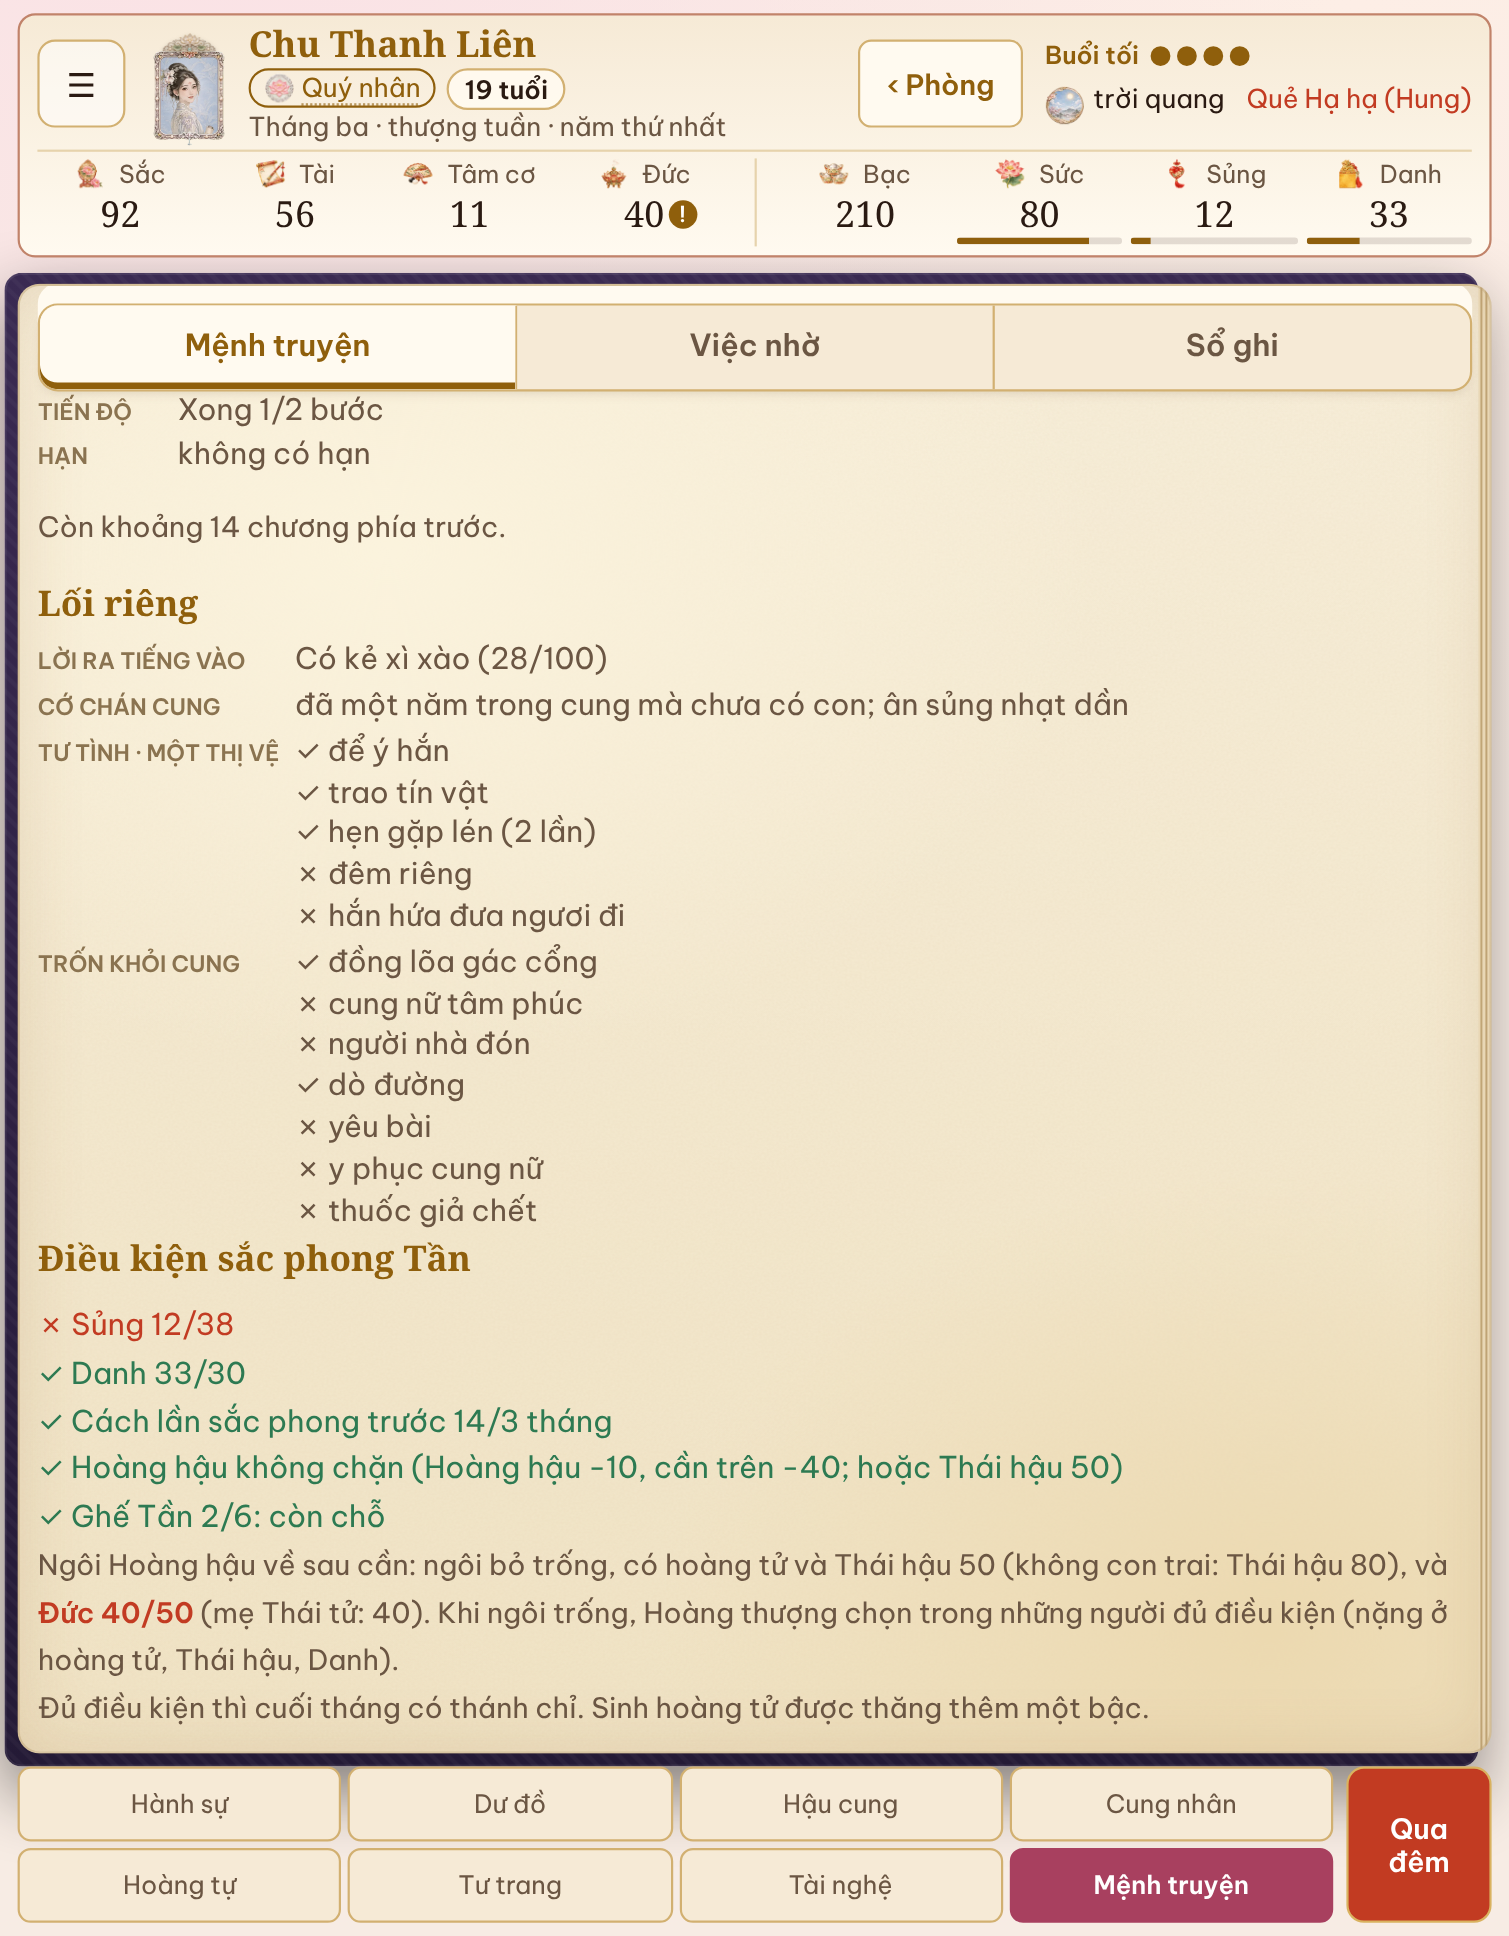 ☰
Chu Thanh Liên
Quý nhân
19 tuổi
Tháng ba · thượng tuần · năm thứ nhất
‹ Phòng
Buổi tối
trời quang
Quẻ Hạ hạ (Hung)
Sắc
92
Tài
56
Tâm cơ
11
Đức
40 !
Bạc
210
Sức
80
Sủng
12
Danh
33
Mệnh truyện
Việc nhờ
Sổ ghi
TIẾN ĐỘ Xong 1/2 bước
HẠN không có hạn
Còn khoảng 14 chương phía trước.
Lối riêng
LỜI RA TIẾNG VÀO Có kẻ xì xào (28/100)
CỚ CHÁN CUNG đã một năm trong cung mà chưa có con; ân sủng nhạt dần
TƯ TÌNH · MỘT THỊ VỆ ✓ để ý hắn
✓ trao tín vật
✓ hẹn gặp lén (2 lần)
× đêm riêng
× hắn hứa đưa ngươi đi
TRỐN KHỎI CUNG ✓ đồng lõa gác cổng
× cung nữ tâm phúc
× người nhà đón
✓ dò đường
× yêu bài
× y phục cung nữ
× thuốc giả chết
Điều kiện sắc phong Tần
× Sủng 12/38
✓ Danh 33/30
✓ Cách lần sắc phong trước 14/3 tháng
✓ Hoàng hậu không chặn (Hoàng hậu -10, cần trên -40; hoặc Thái hậu 50)
✓ Ghế Tần 2/6: còn chỗ
Ngôi Hoàng hậu về sau cần: ngôi bỏ trống, có hoàng tử và Thái hậu 50 (không con trai: Thái hậu 80), và
Đức 40/50 (mẹ Thái tử: 40). Khi ngôi trống, Hoàng thượng chọn trong những người đủ điều kiện (nặng ở
hoàng tử, Thái hậu, Danh).
Đủ điều kiện thì cuối tháng có thánh chỉ. Sinh hoàng tử được thăng thêm một bậc.
Hành sự
Dư đồ
Hậu cung
Cung nhân
Qua
đêm
Hoàng tự
Tư trang
Tài nghệ
Mệnh truyện